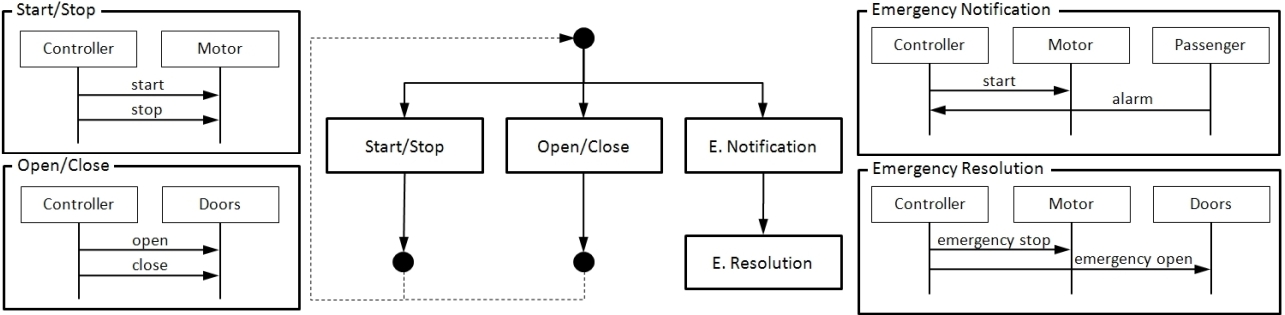 Start/Stop
Controller
Motor
start
stop
Open/Close
Controller
Doors
open
close
Start/Stop
Open/Close
E. Notification
E. Resolution
Emergency Notification
Controller
Motor
Passenger
start
alarm
Emergency Resolution
Controller
Motor
Doors
emergency stop
emergency open